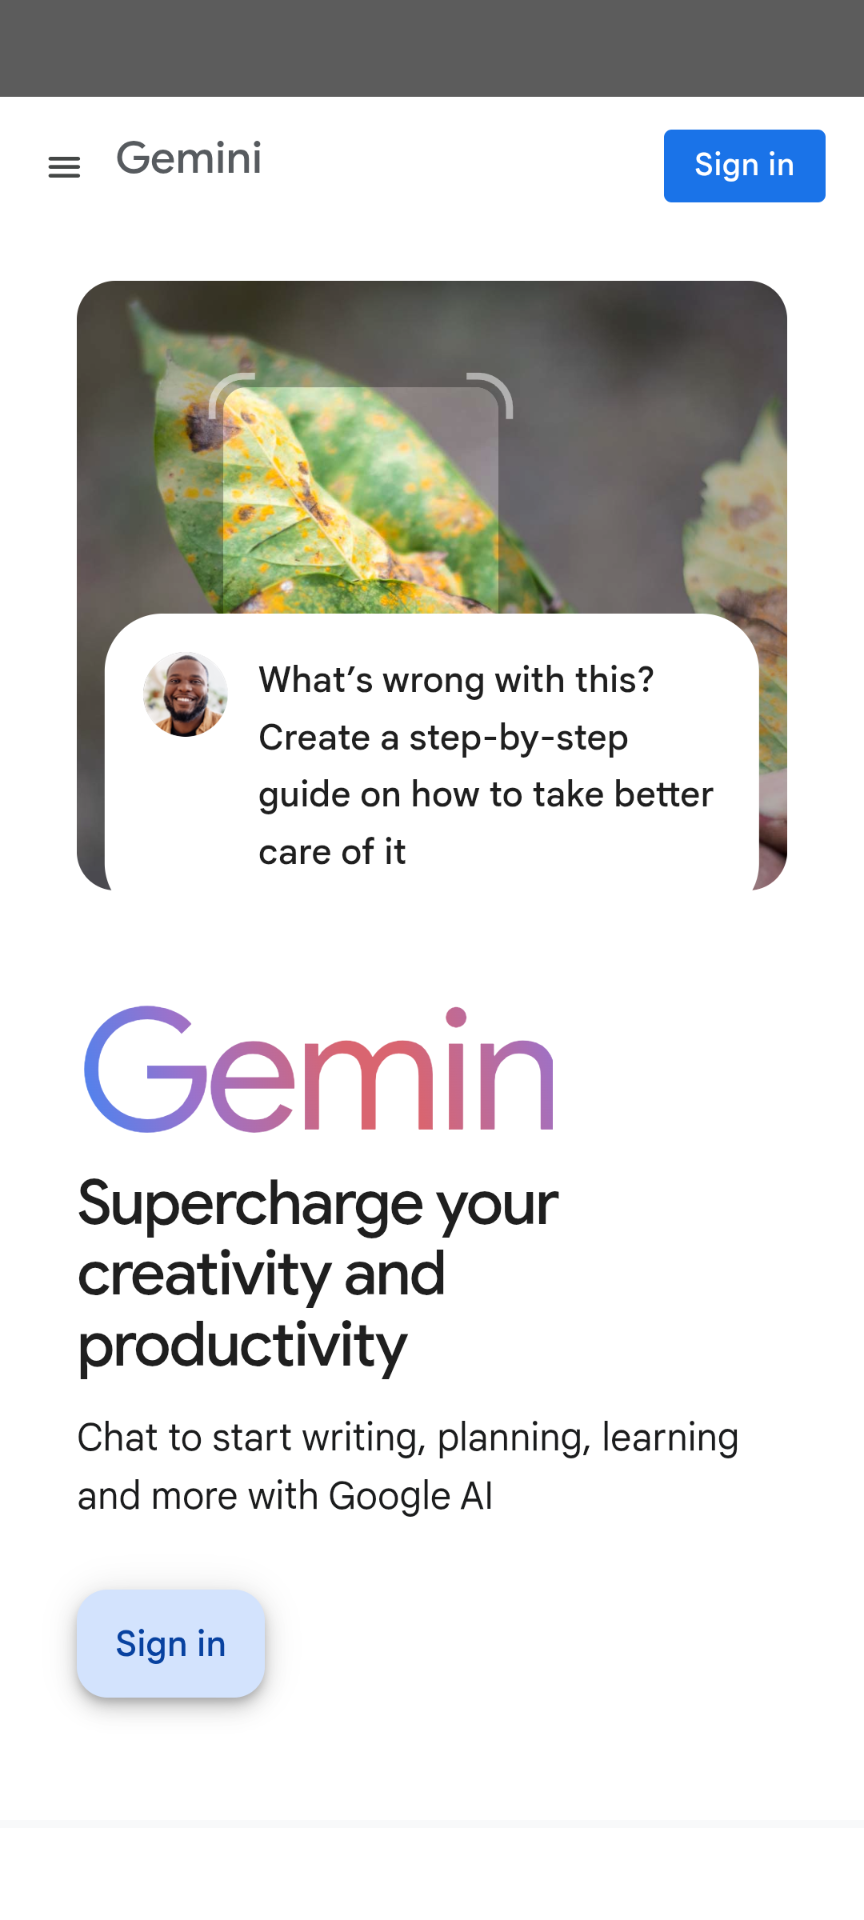 Gemini
Sign in
What’s wrong with this?
Create a step-by-step
guide on how to take better
care of it
Gemin
Supercharge your
creativity and
productivity
Chat to start writing, planning, learning
and more with Google AI
Sign in